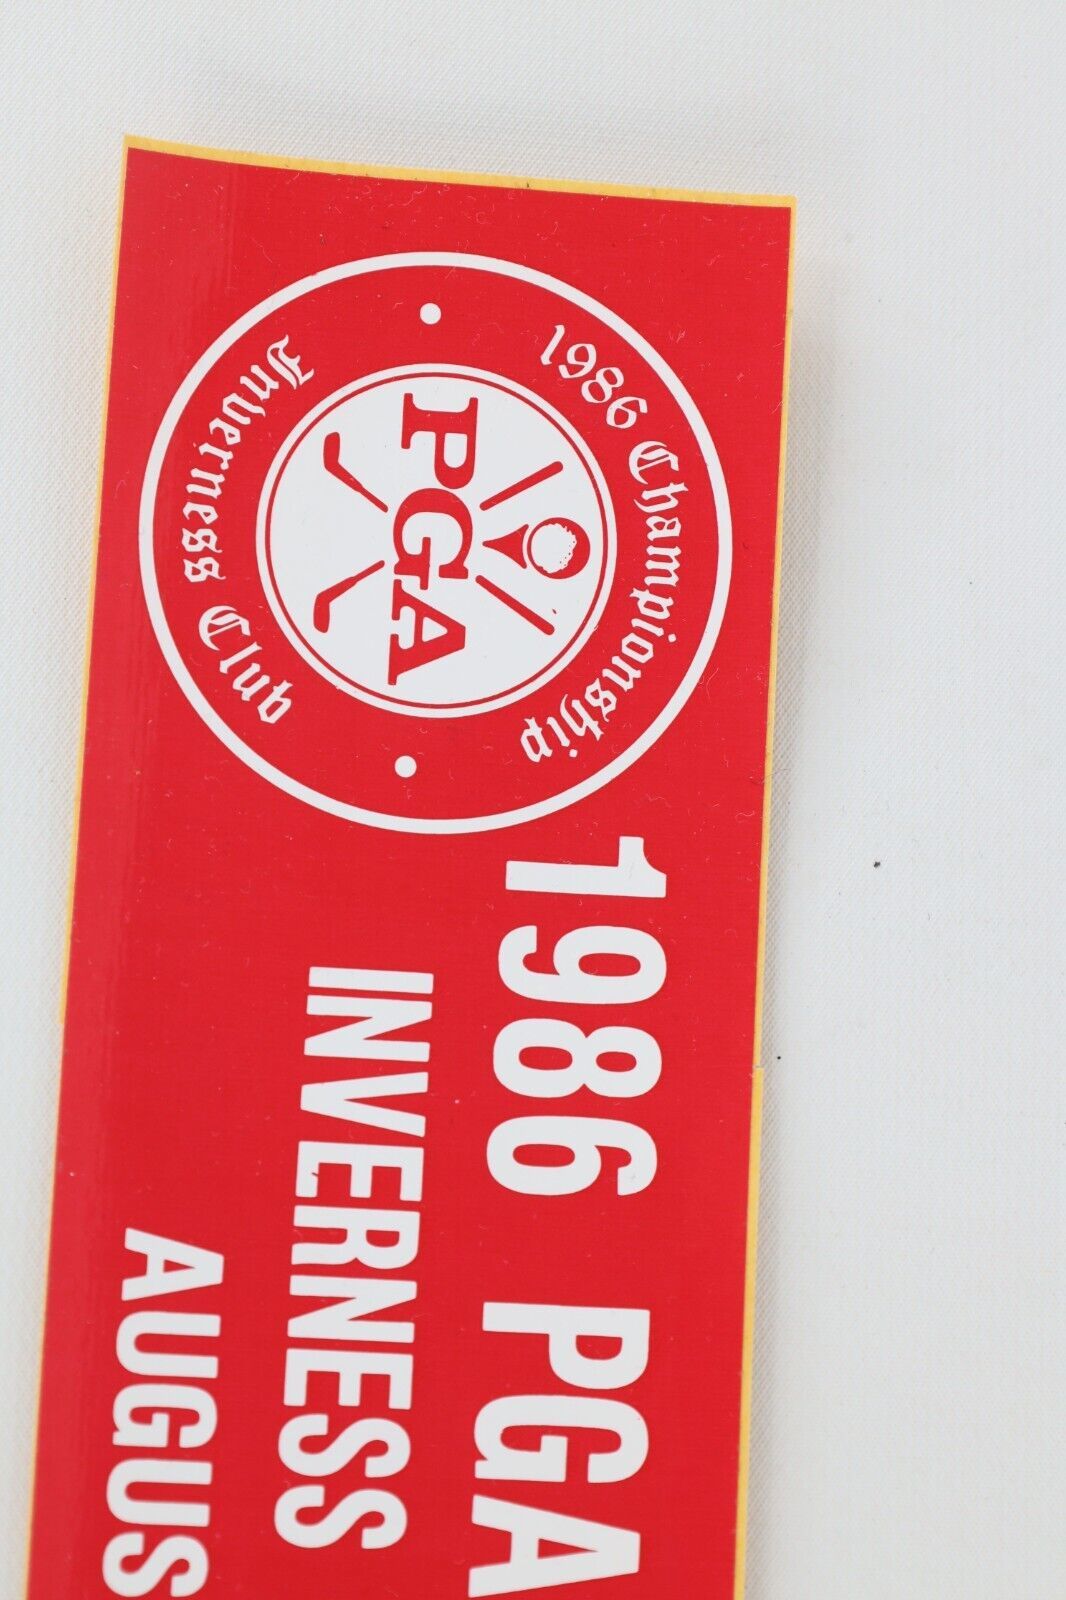 1986 Championship
PGA
Inverness Club
1986 PGA
INVERNESS
AUGUS